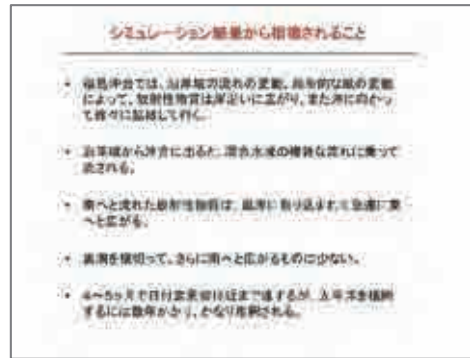 シミュレーション結果から指摘されること
• 福島沖合では、沿岸域の流れの変動、局所的な風の変動
によって、放射性物質は岸沿いに広がり、また沖に向かっ
て徐々に拡散して行く。
• 沿岸域から沖合に出ると、混合水域の複雑な流れに乗って
流される。
• 南へと流れた放射性物質は、黒潮に取り込まれて急速に東
へと広がる。
• 黒潮を横切って、さらに南へと広がるものは少ない。
• 4〜5ヶ月で日付変更線付近まで達するが、太平洋を横断
するには数年かかり、かなり希釈される。